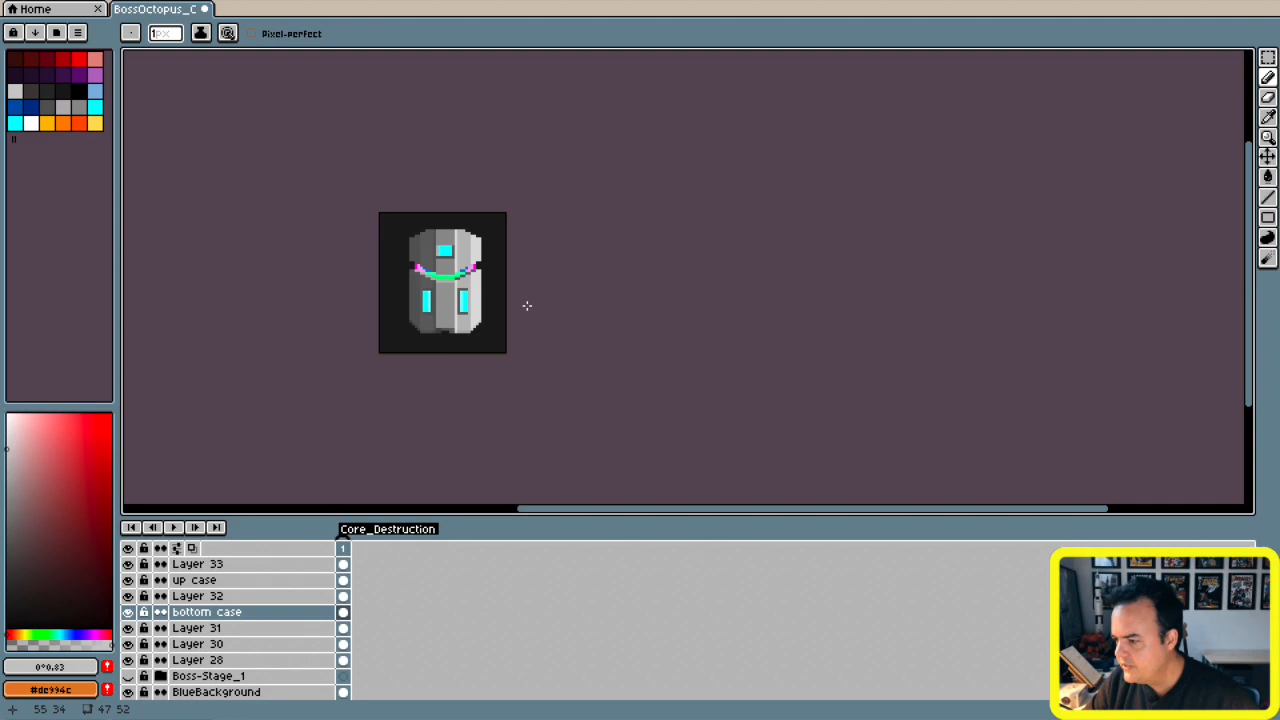 Home
BossOctopus_C
1px
Pixel-perfect
Core_Destruction
1
Layer 33
up case
Layer 32
bottom case
Layer 31
Layer 30
Layer 28
Boss-Stage_1
BlueBackground
#de994c
55 34
47 52